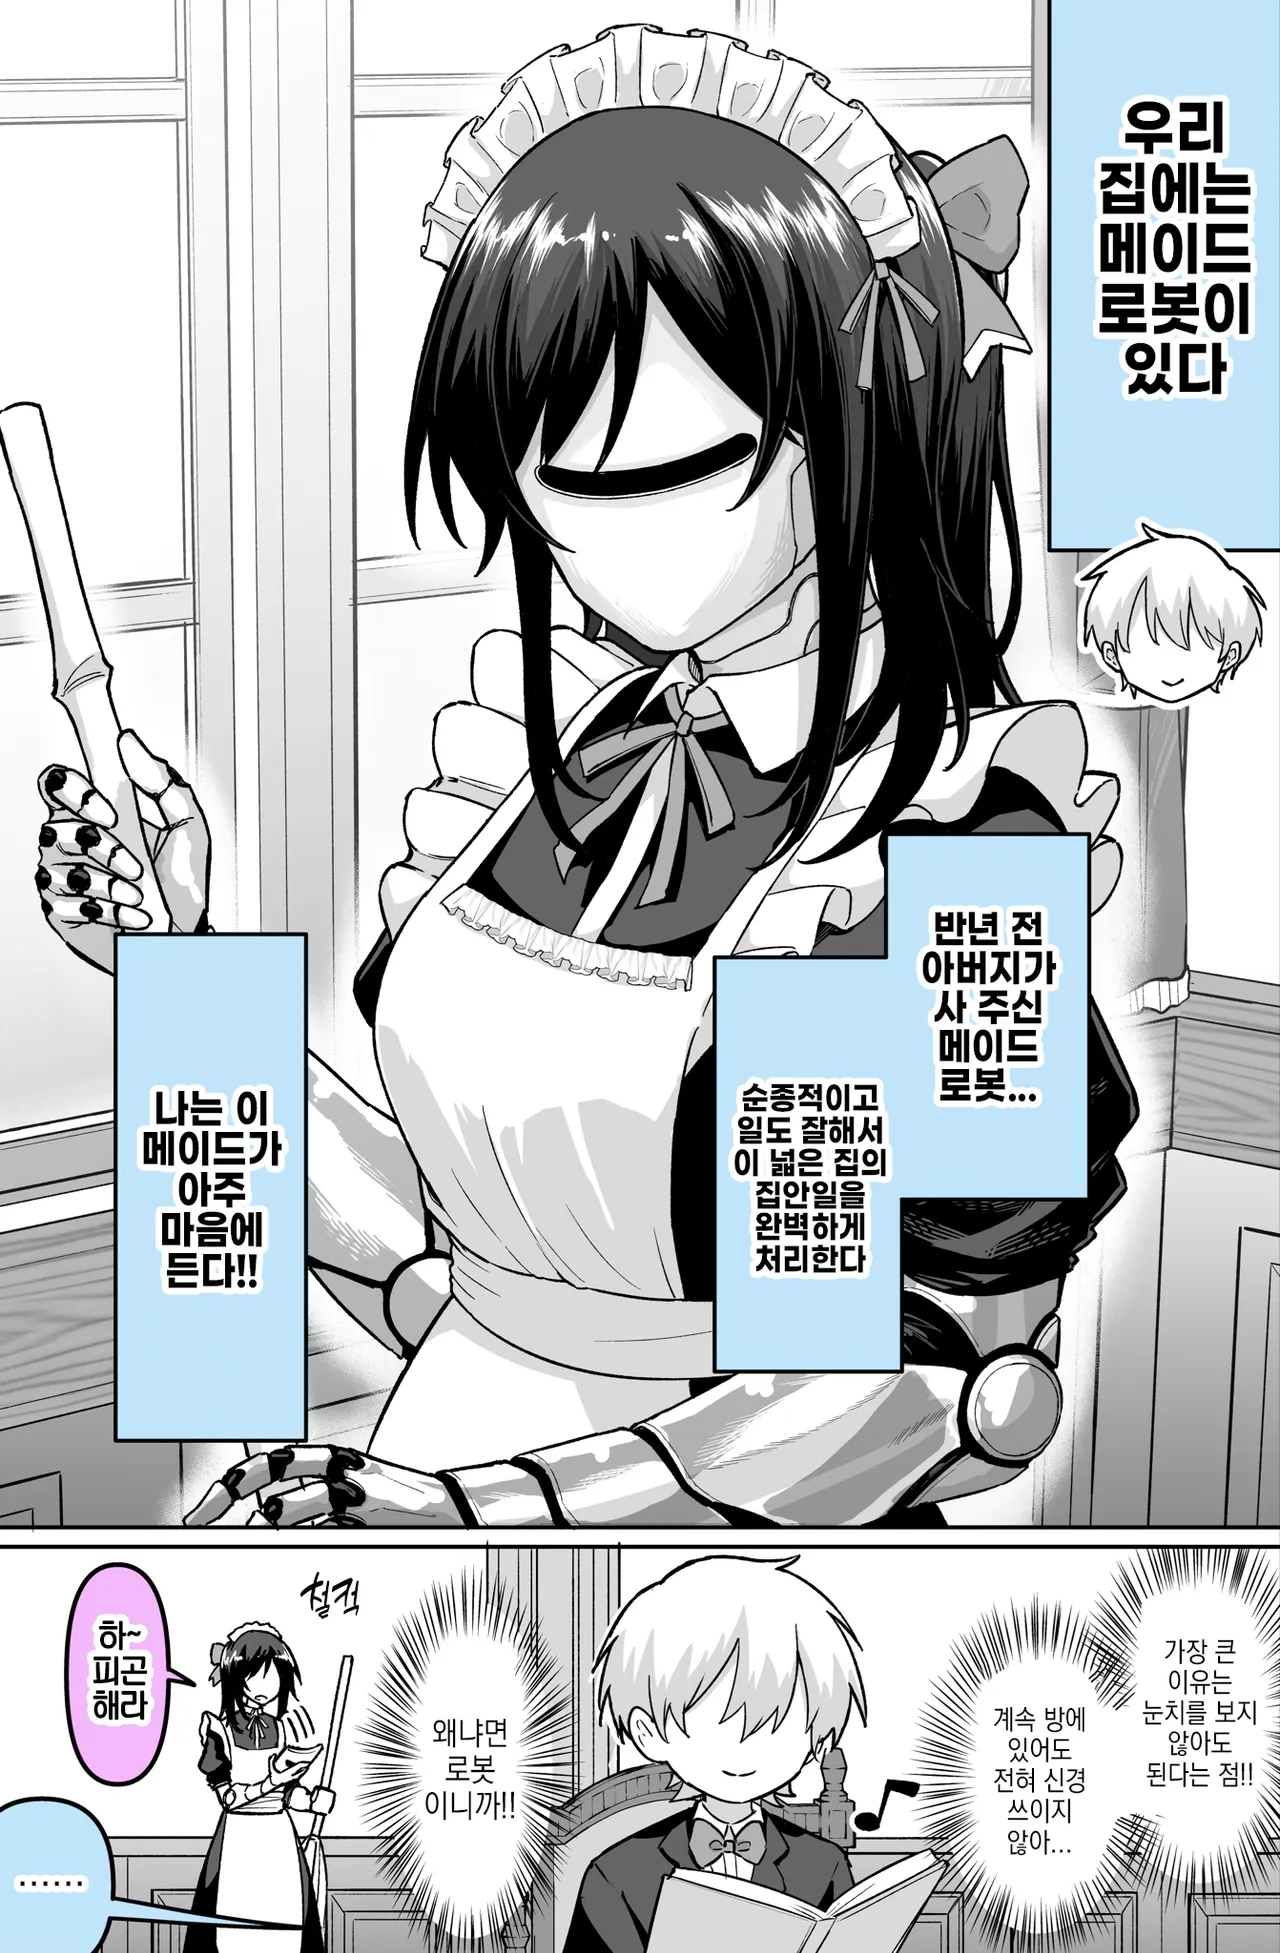 우리
집에는
메이드
로봇이
있다
반년 전
아버지가
사 주신
메이드
로봇...
순종적이고
일도 잘해서
이 넓은 집의
집안일을
완벽하게
처리한다
나는 이
메이드가
아주
마음에
든다!!
가장 큰
이유는
눈치를 보지
않아도
된다는 점!!
계속 방에
있어도
전혀 신경
쓰이지
않아...
왜냐면
로봇
이니까!!
철컥
하~
피곤
해라
......